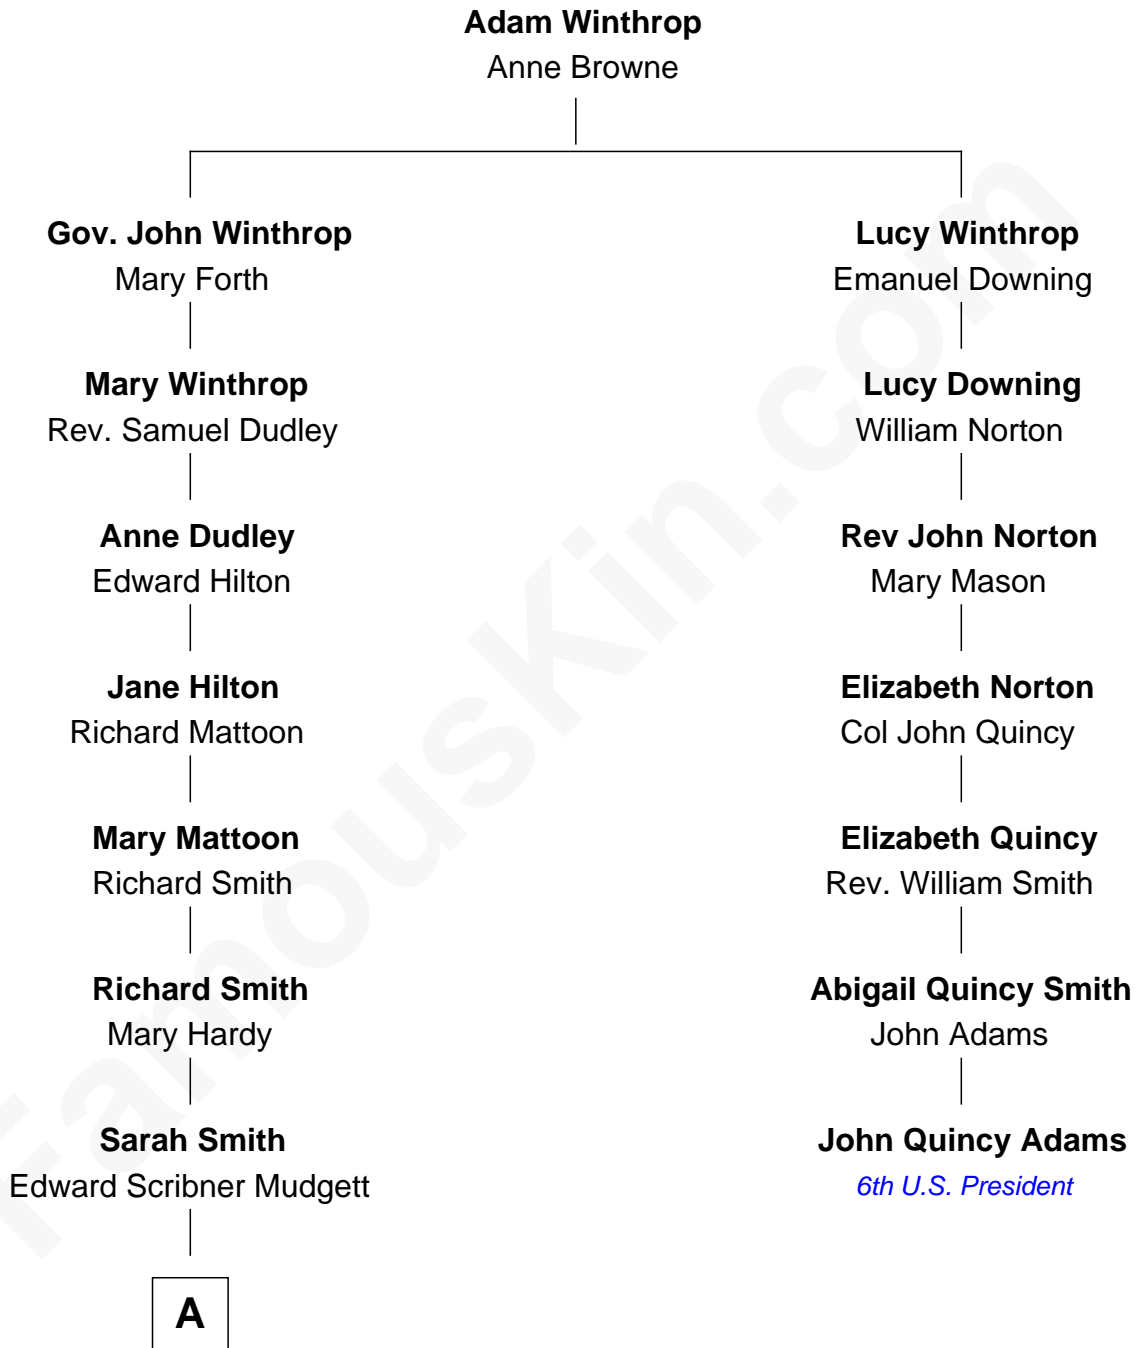 Adam Winthrop
Anne Browne
Gov. John Winthrop
Mary Forth
Lucy Winthrop
Emanuel Downing
Mary Winthrop
Rev. Samuel Dudley
Lucy Downing
William Norton
Anne Dudley
Edward Hilton
Rev John Norton
Mary Mason
Jane Hilton
Richard Mattoon
Elizabeth Norton
Col John Quincy
Mary Mattoon
Richard Smith
Elizabeth Quincy
Rev. William Smith
Richard Smith
Mary Hardy
Abigail Quincy Smith
John Adams
Sarah Smith
Edward Scribner Mudgett
John Quincy Adams
6th U.S. President
A
FamousKin.com